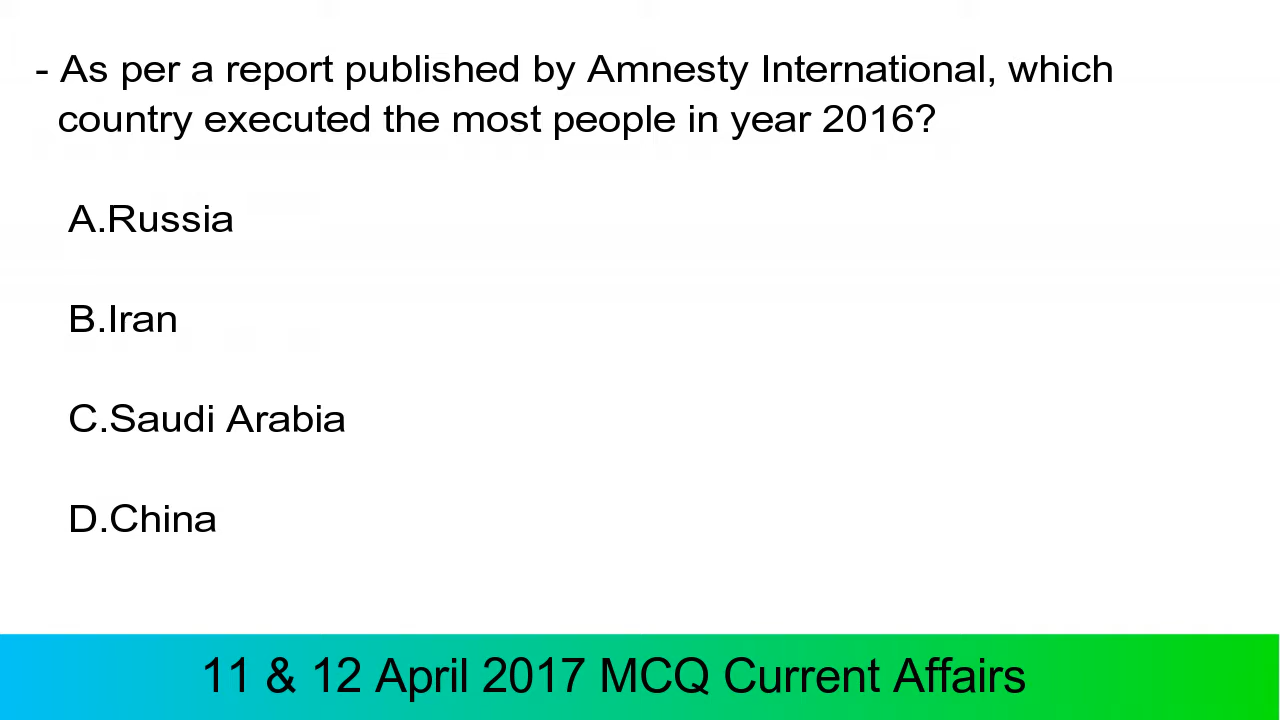 - As per a report published by Amnesty International, which
country executed the most people in year 2016?
A.Russia
B.Iran
C.Saudi Arabia
D.China
11 & 12 April 2017 MCQ Current Affairs